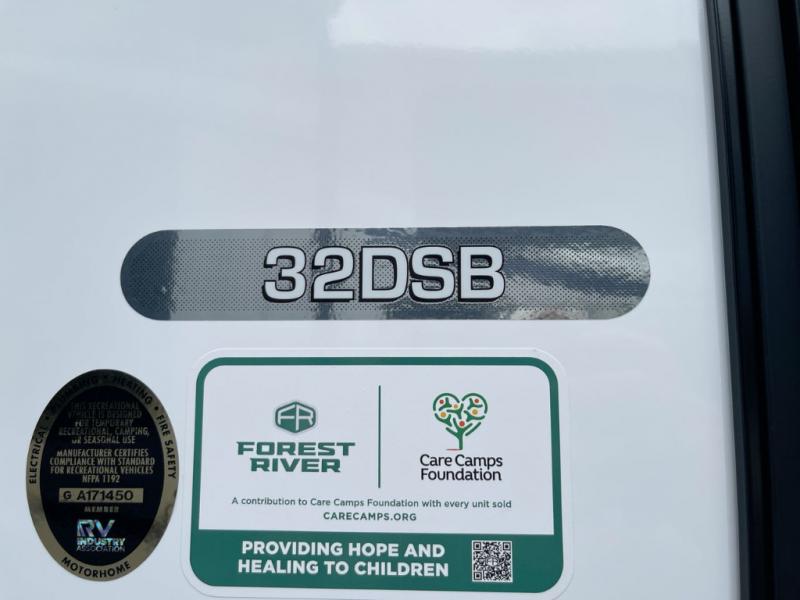 32DSB
ELECTRICAL • PLUMBING • HEATING • FIRE SAFETY
THIS RECREATIONAL
VEHICLE IS DESIGNED
FOR TEMPORARY
RECREATIONAL, CAMPING,
OR SEASONAL USE
MANUFACTURER CERTIFIES
COMPLIANCE WITH STANDARD
FOR RECREATIONAL VEHICLES
NFPA 1192
G A171450
MEMBER
RV
INDUSTRY
ASSOCIATION
MOTORHOME
FR
FOREST
RIVER
Care Camps
Foundation
A contribution to Care Camps Foundation with every unit sold
CARECAMPS.ORG
PROVIDING HOPE AND
HEALING TO CHILDREN